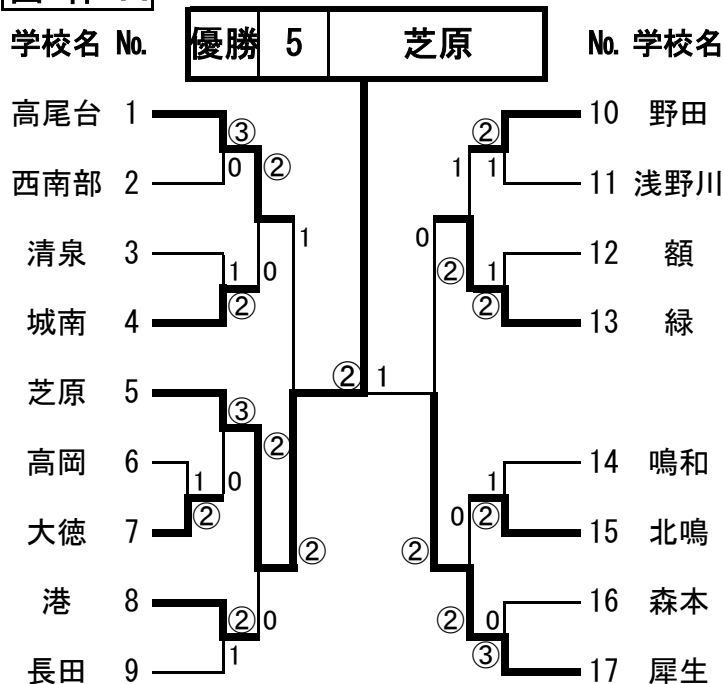 学校名 No. 優勝 5 芝原 No. 学校名
高尾台 1 ③ ② 10 野田
西南部 2 0 ② 1 1 11 浅野川
清泉 3 1 0 1 0 ② 1 12 額
城南 4 ② ② 13 緑
芝原 5 ③ ② ② 1
高岡 6 1 0 1 14 鳴和
大徳 7 ② ② ② 0 ② 15 北鳴
港 8 ② 0 ② 0 16 森本
長田 9 1 ③ 17 犀生